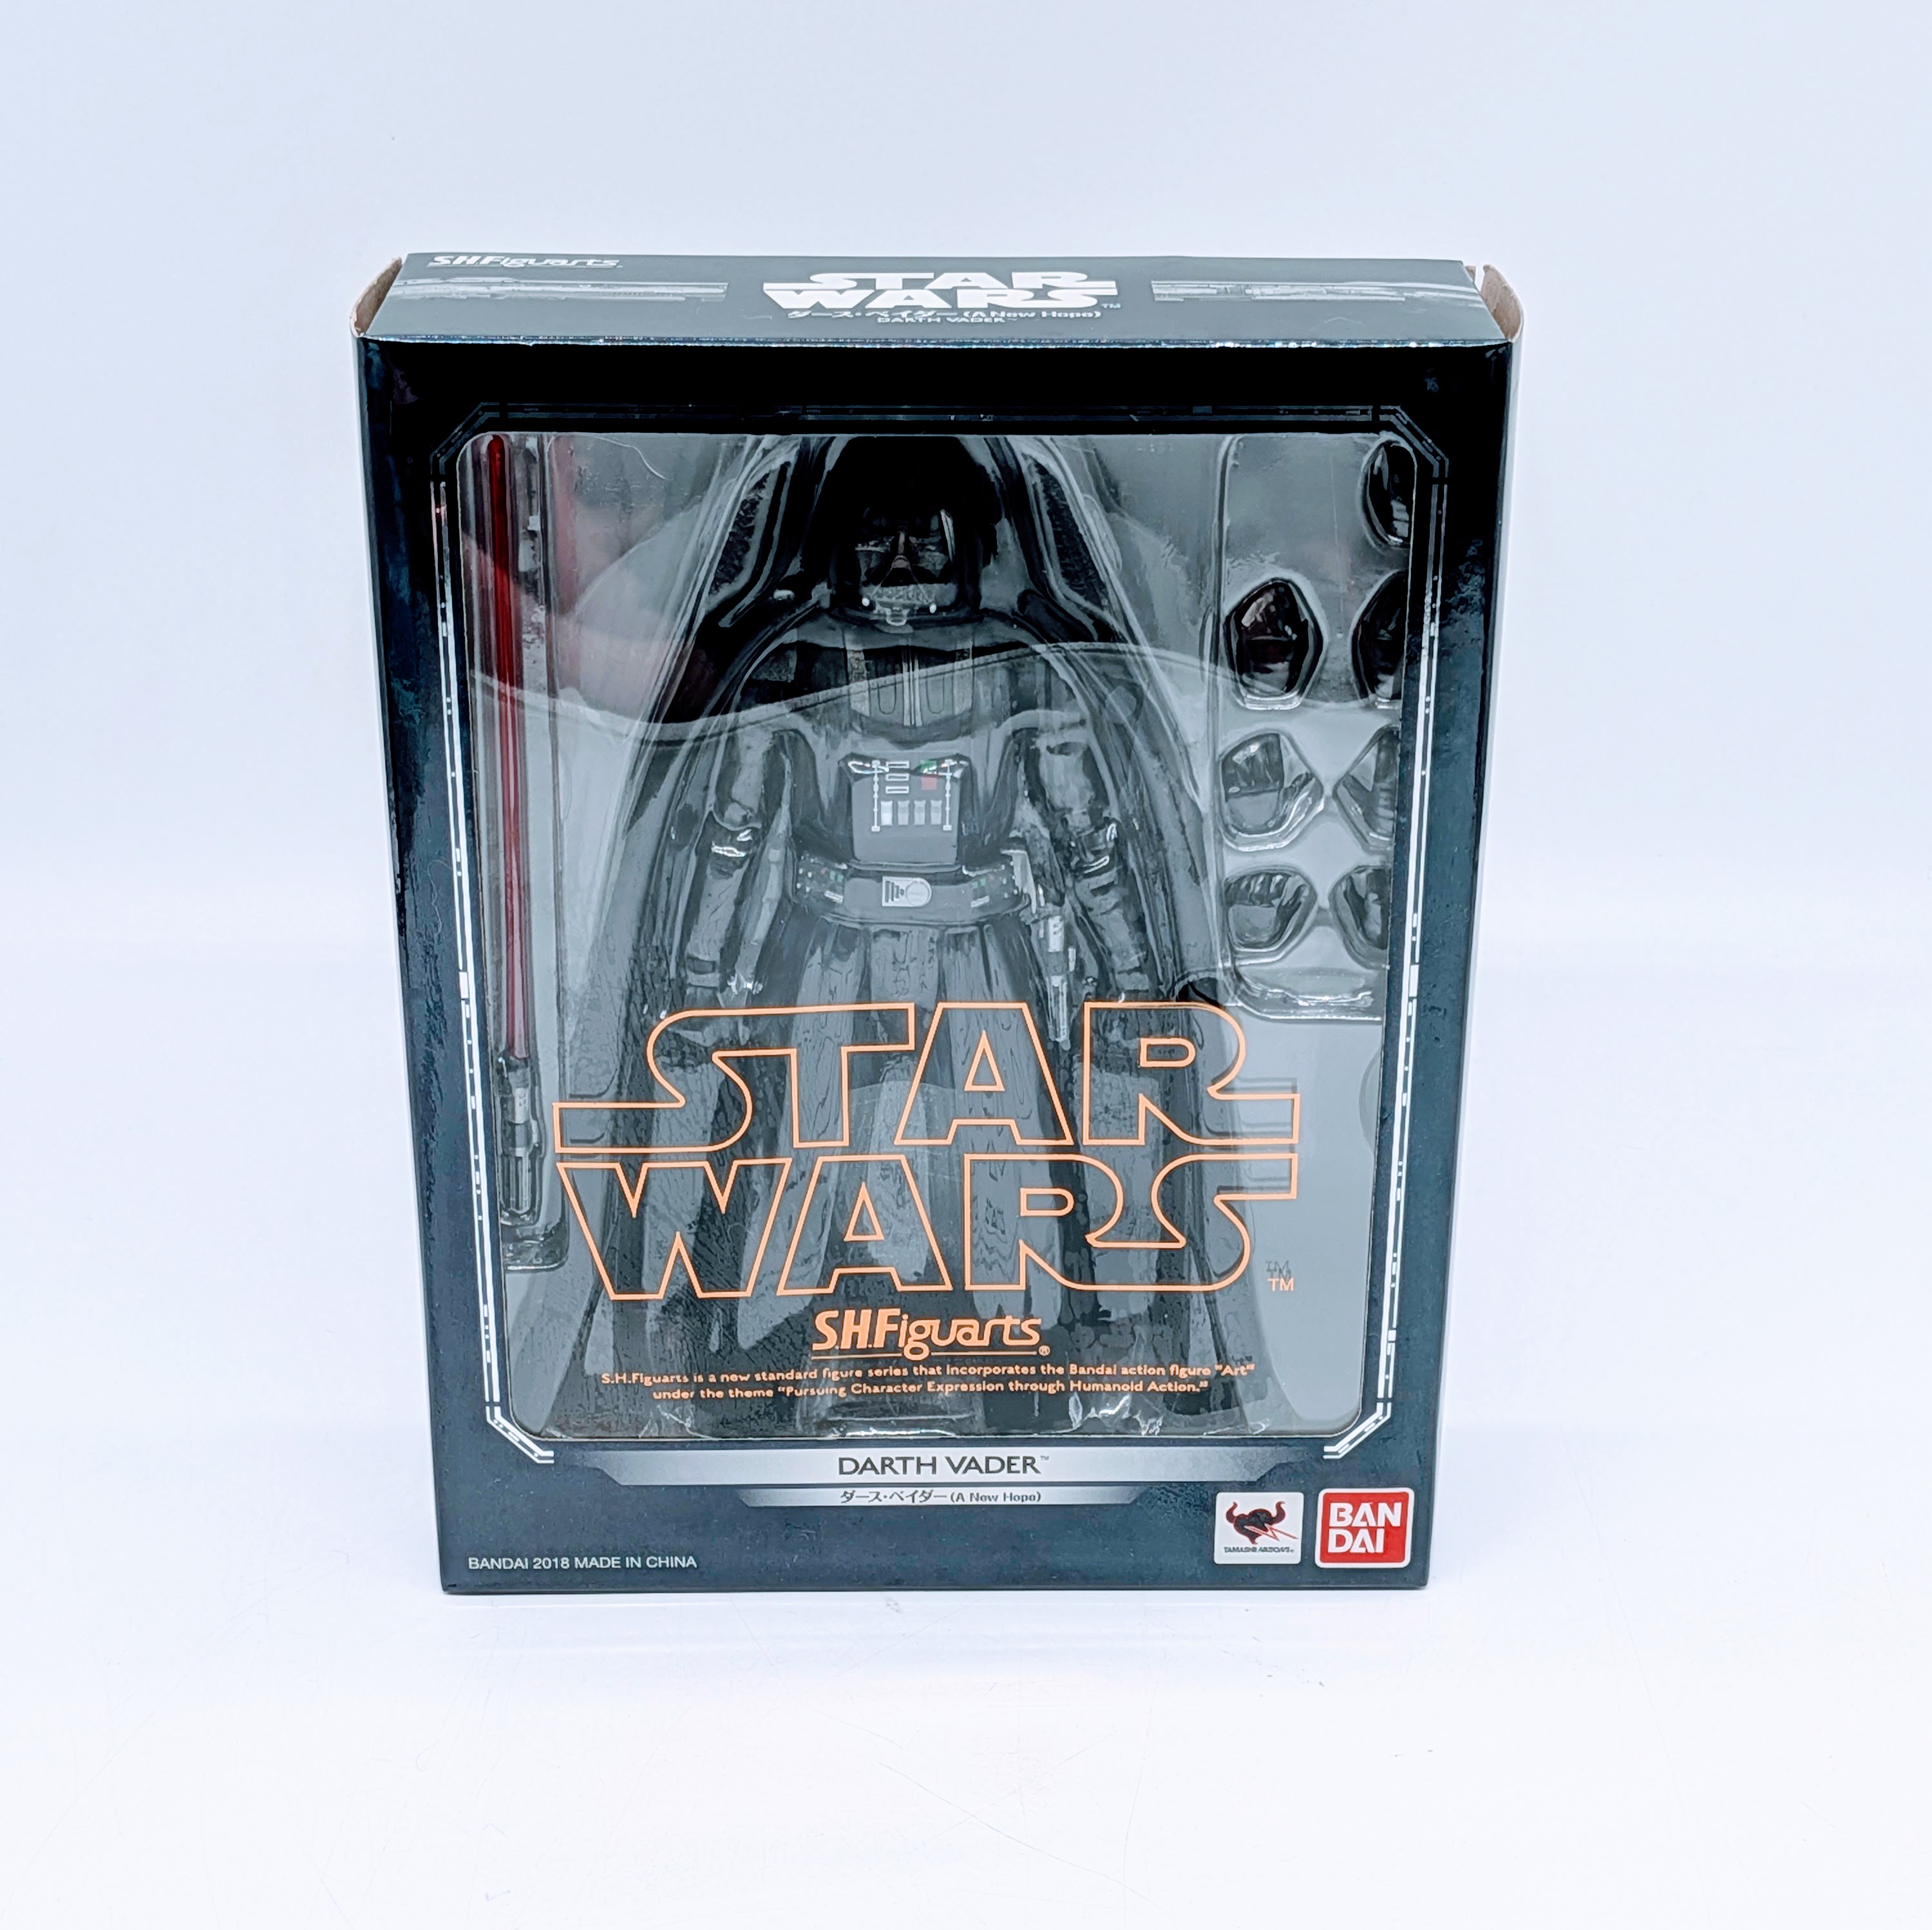 S.H.Figuarts
STAR
WARS™
ダース・ベイダー (A New Hope)
DARTH VADER™
STAR
WARS
TM
S.H.Figuarts®
S.H.Figuarts is a new standard figure series that incorporates the Bandai action figure "Art"
under the theme "Pursuing Character Expression through Humanoid Action."
DARTH VADER™
ダース・ベイダー (A New Hope)
TAMASHII NATIONS
BAN
DAI
BANDAI 2018 MADE IN CHINA